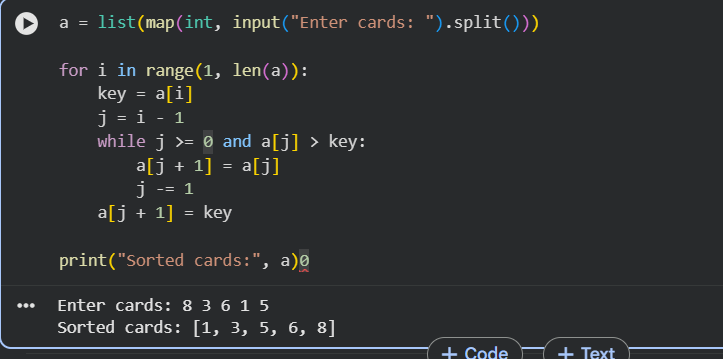 a = list(map(int, input("Enter cards: ").split()))
for i in range(1, len(a)):
    key = a[i]
    j = i - 1
    while j >= 0 and a[j] > key:
        a[j + 1] = a[j]
        j -= 1
    a[j + 1] = key
print("Sorted cards:", a)0
Enter cards: 8 3 6 1 5
Sorted cards: [1, 3, 5, 6, 8]
+ Code + Text